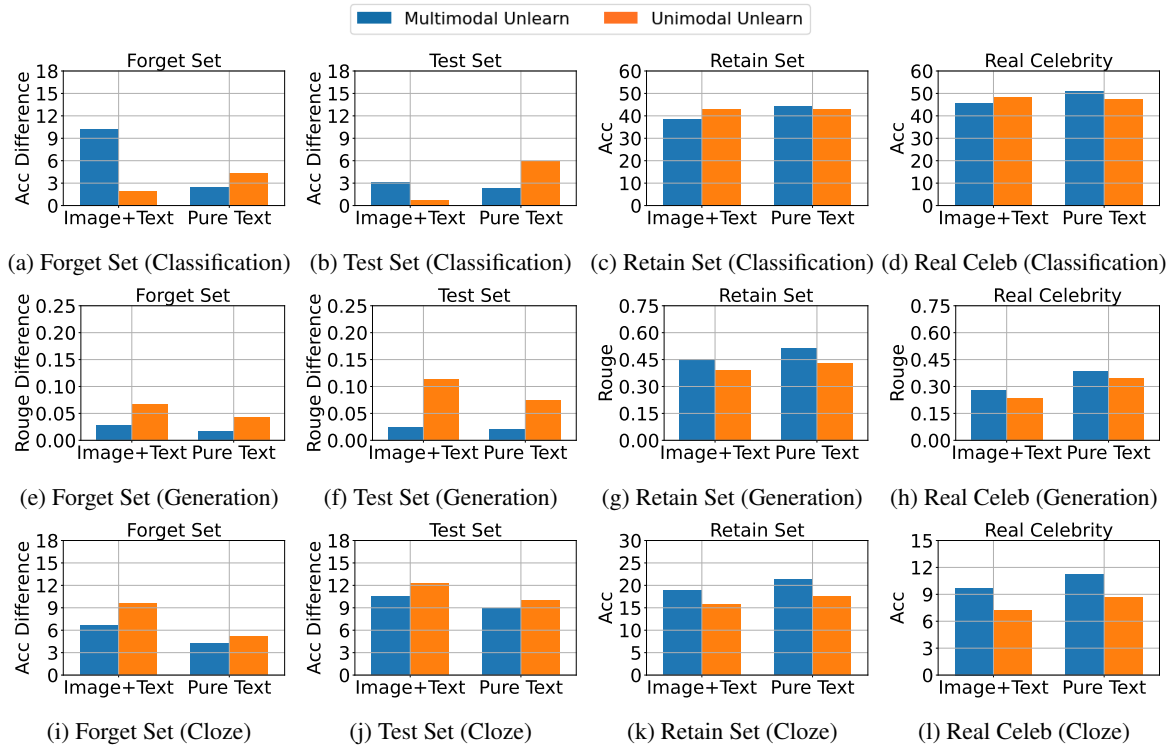 Multimodal Unlearn Unimodal Unlearn
Forget Set Test Set Retain Set Real Celebrity
Acc Difference 18 15 12 9 6 3 0 Image+Text Pure Text
Acc Difference 18 15 12 9 6 3 0 Image+Text Pure Text
Acc 60 50 40 30 20 10 0 Image+Text Pure Text
Acc 60 50 40 30 20 10 0 Image+Text Pure Text
(a) Forget Set (Classification) (b) Test Set (Classification) (c) Retain Set (Classification) (d) Real Celeb (Classification)
Forget Set Test Set Retain Set Real Celebrity
Rouge Difference 0.25 0.20 0.15 0.10 0.05 0.00 Image+Text Pure Text
Rouge Difference 0.25 0.20 0.15 0.10 0.05 0.00 Image+Text Pure Text
Rouge 0.75 0.60 0.45 0.30 0.15 0.00 Image+Text Pure Text
Rouge 0.75 0.60 0.45 0.30 0.15 0.00 Image+Text Pure Text
(e) Forget Set (Generation) (f) Test Set (Generation) (g) Retain Set (Generation) (h) Real Celeb (Generation)
Forget Set Test Set Retain Set Real Celebrity
Acc Difference 18 15 12 9 6 3 0 Image+Text Pure Text
Acc Difference 18 15 12 9 6 3 0 Image+Text Pure Text
Acc 30 25 20 15 10 5 0 Image+Text Pure Text
Acc 15 12 9 6 3 0 Image+Text Pure Text
(i) Forget Set (Cloze) (j) Test Set (Cloze) (k) Retain Set (Cloze) (l) Real Celeb (Cloze)